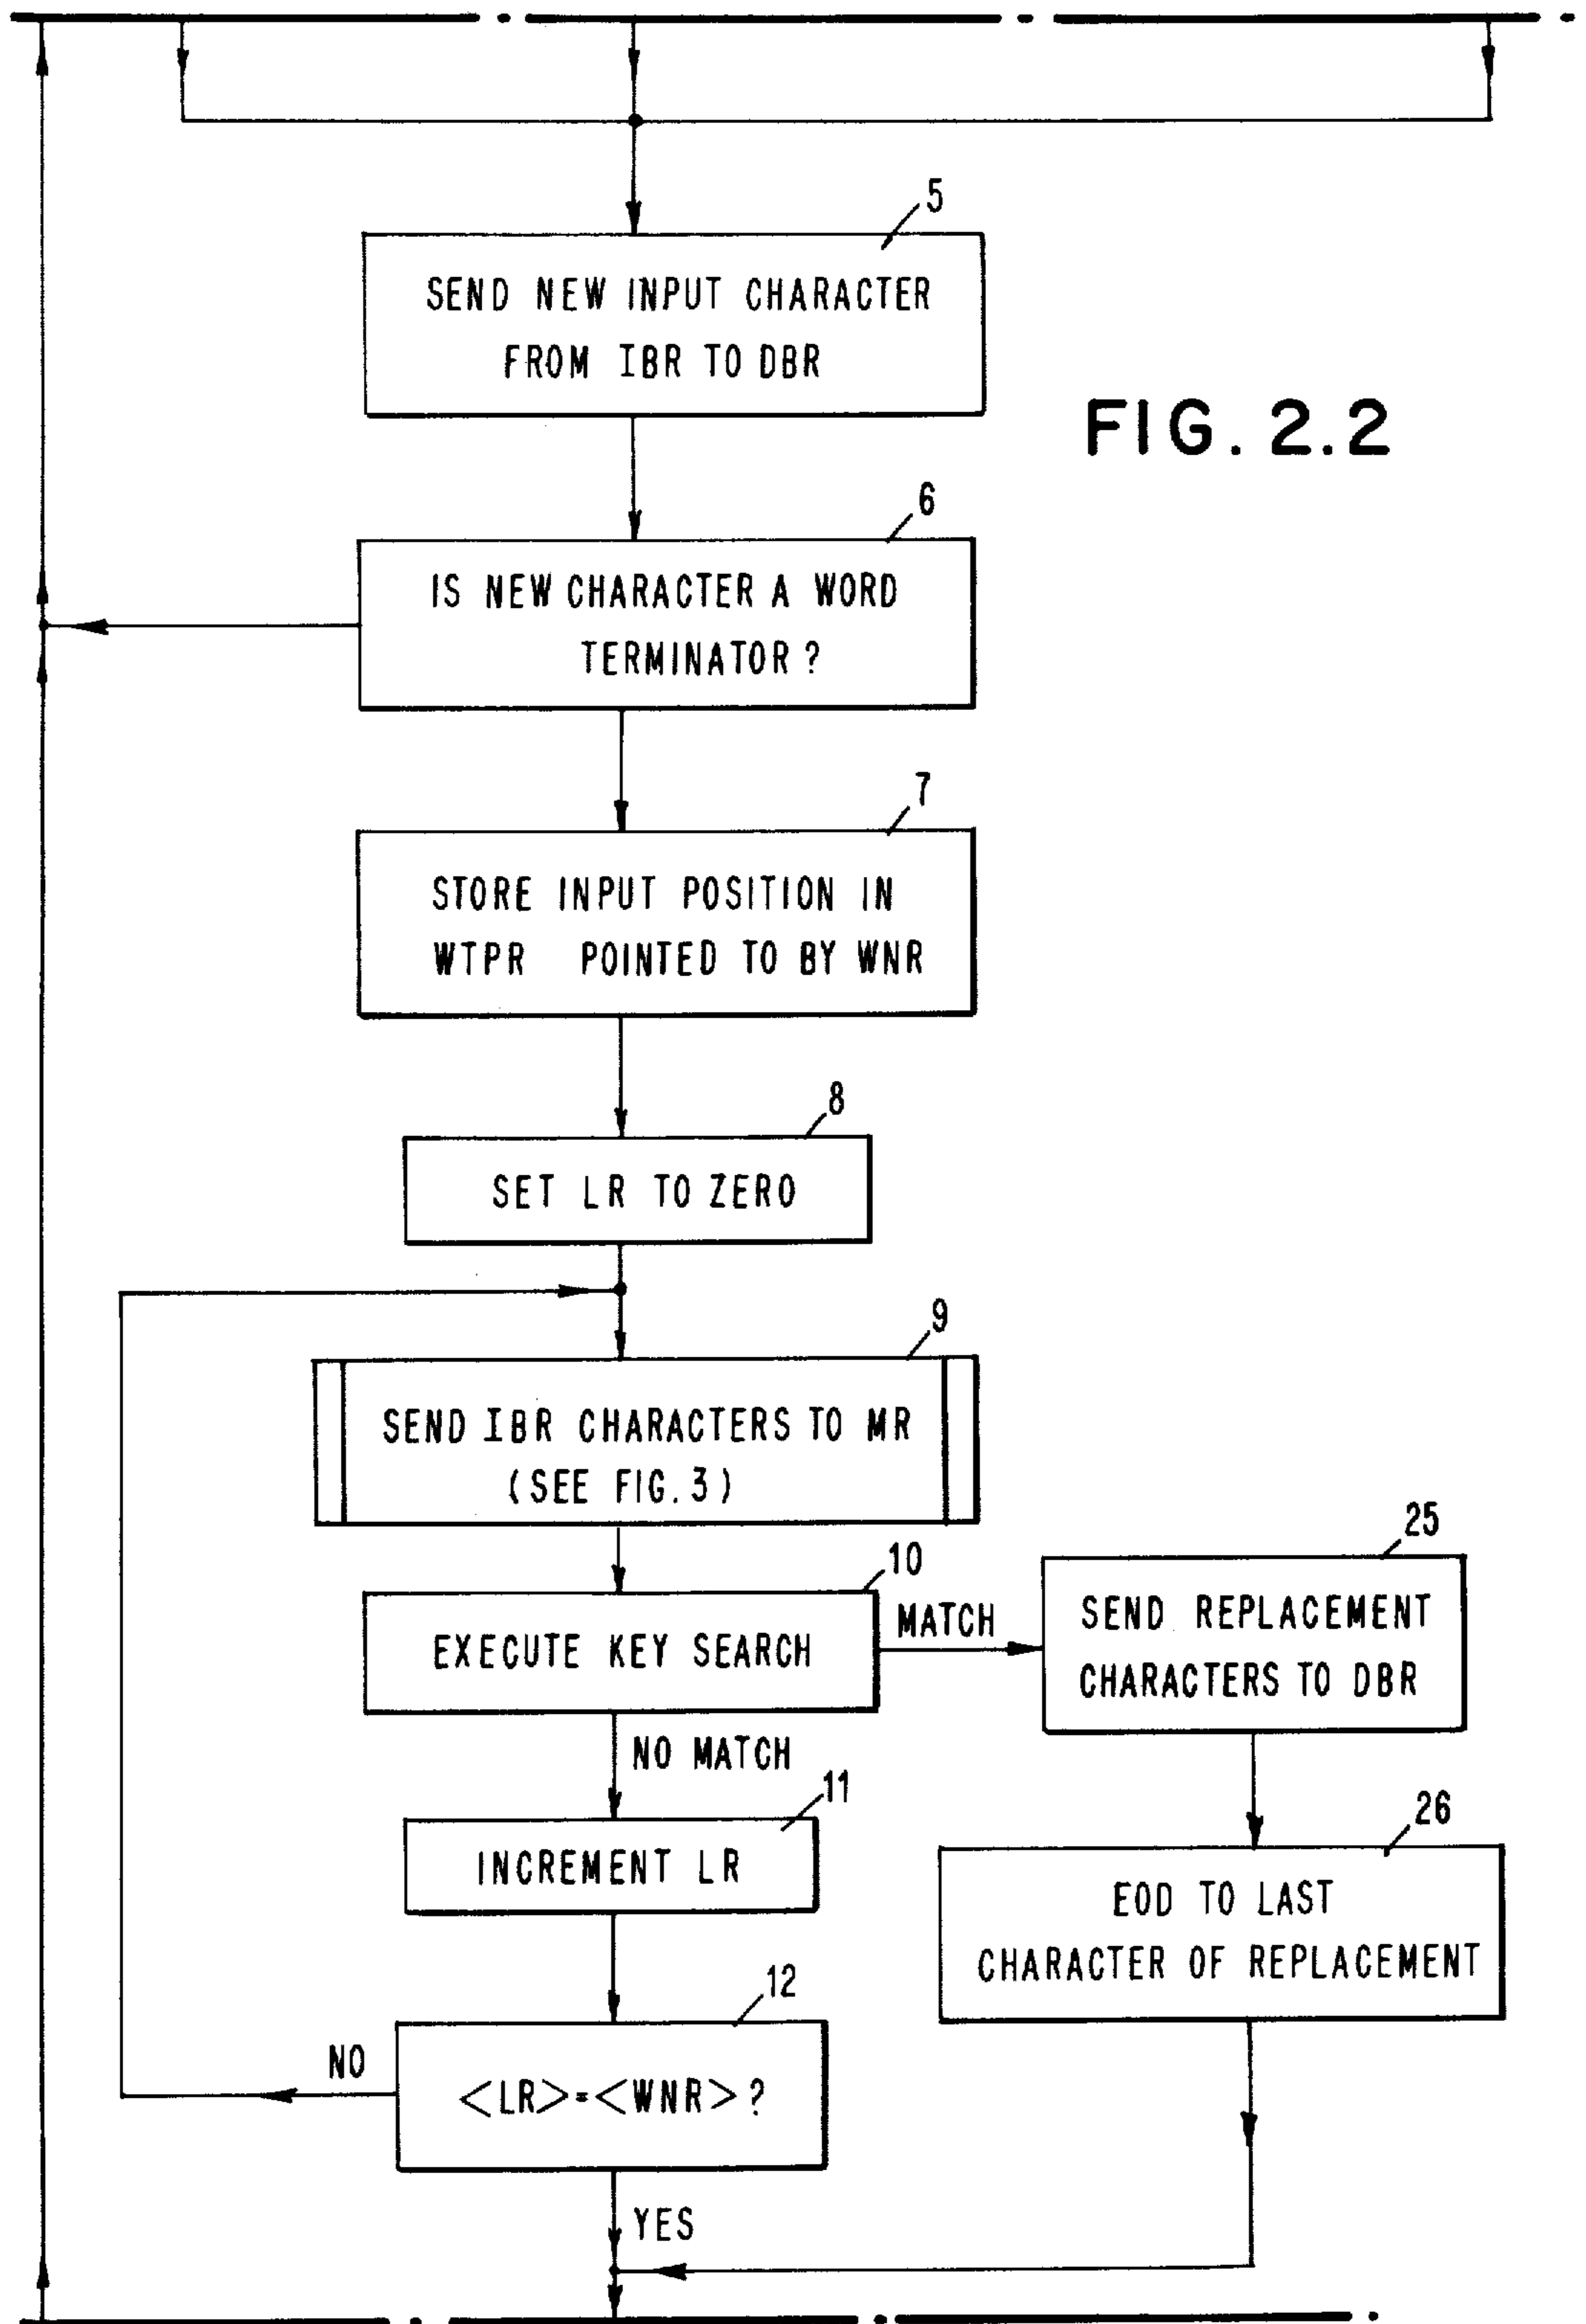 5
SEND NEW INPUT CHARACTER
FROM IBR TO DBR
FIG. 2.2
6
IS NEW CHARACTER A WORD
TERMINATOR ?
7
STORE INPUT POSITION IN
WTPR POINTED TO BY WNR
8
SET LR TO ZERO
9
SEND IBR CHARACTERS TO MR
(SEE FIG. 3)
10
EXECUTE KEY SEARCH
MATCH
25
SEND REPLACEMENT
CHARACTERS TO DBR
NO MATCH
11
INCREMENT LR
26
EOD TO LAST
CHARACTER OF REPLACEMENT
12
<LR>=<WNR>?
NO
YES